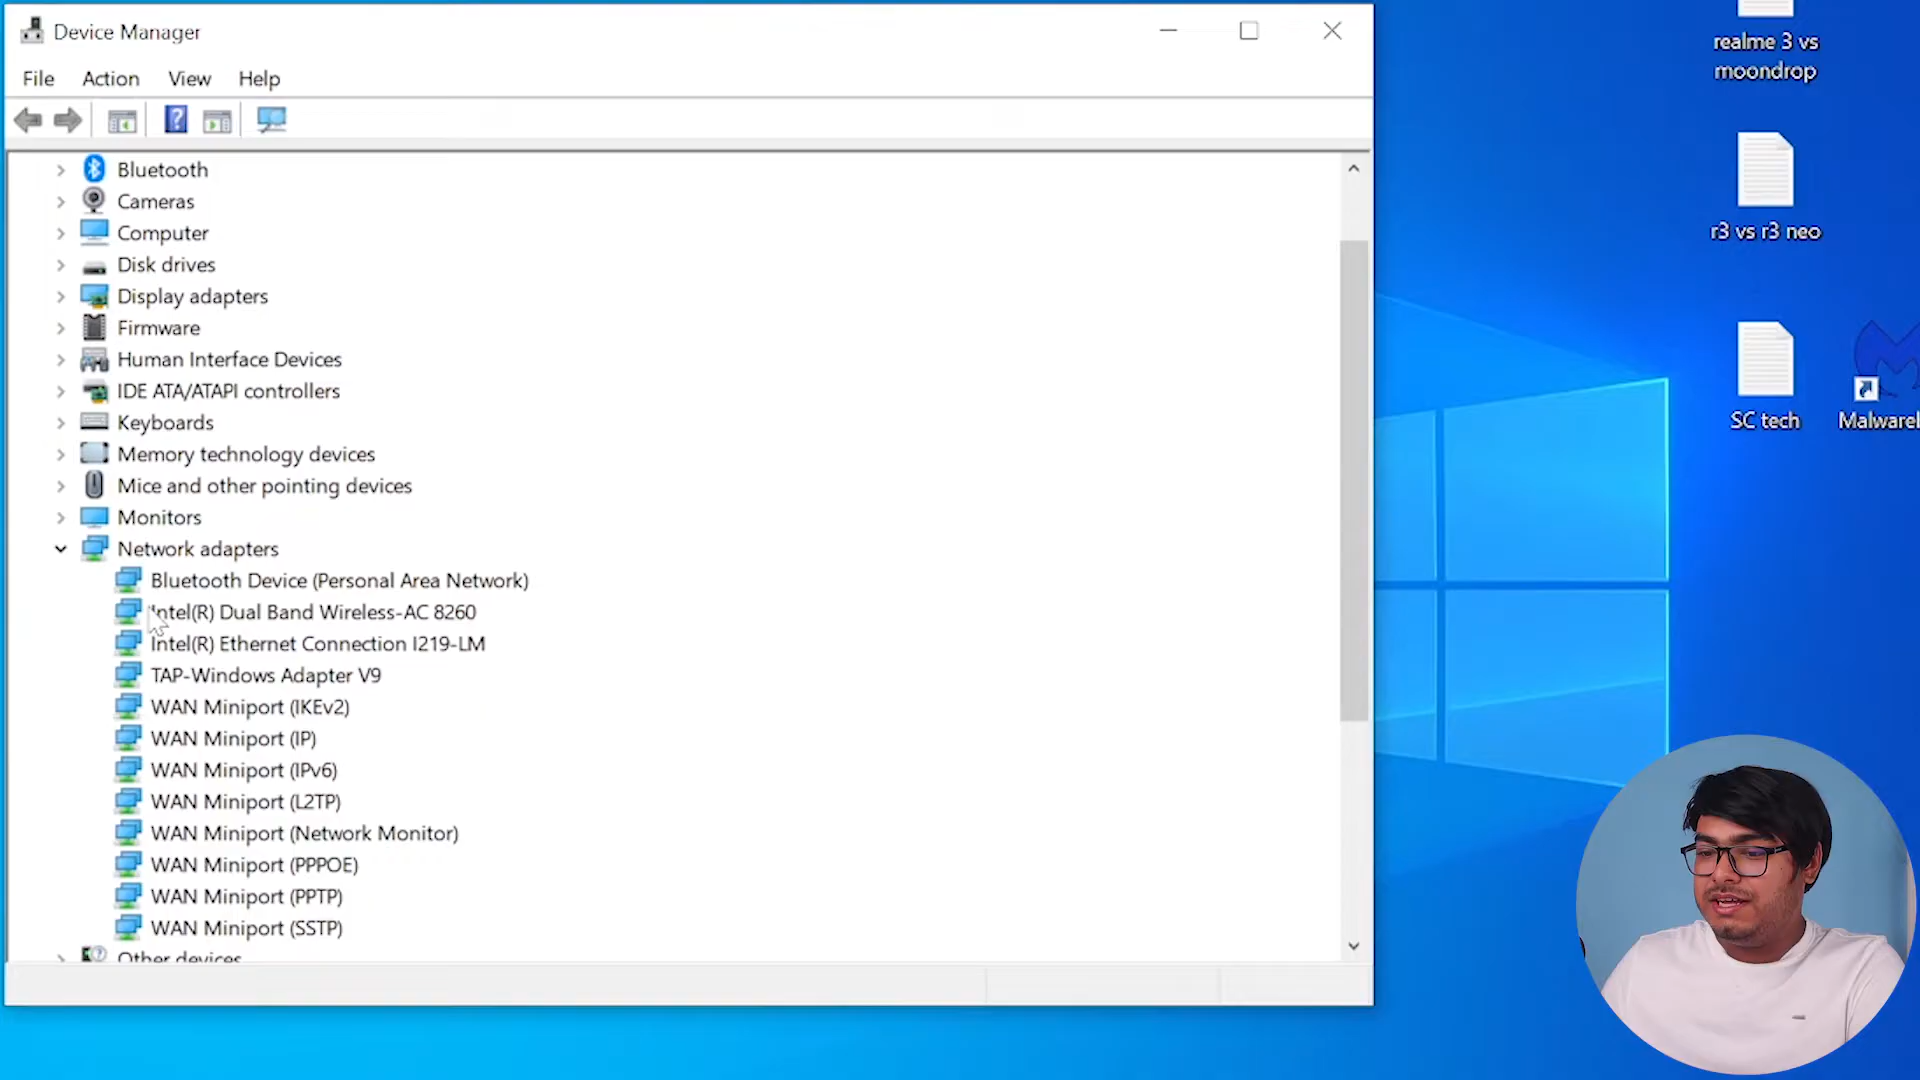 Device Manager
File Action View Help
Bluetooth
Cameras
Computer
Disk drives
Display adapters
Firmware
Human Interface Devices
IDE ATA/ATAPI controllers
Keyboards
Memory technology devices
Mice and other pointing devices
Monitors
Network adapters
Bluetooth Device (Personal Area Network)
Intel(R) Dual Band Wireless-AC 8260
Intel(R) Ethernet Connection I219-LM
TAP-Windows Adapter V9
WAN Miniport (IKEv2)
WAN Miniport (IP)
WAN Miniport (IPv6)
WAN Miniport (L2TP)
WAN Miniport (Network Monitor)
WAN Miniport (PPPOE)
WAN Miniport (PPTP)
WAN Miniport (SSTP)
Other devices
realme 3 vs
moondrop
r3 vs r3 neo
SC tech
Malwarel